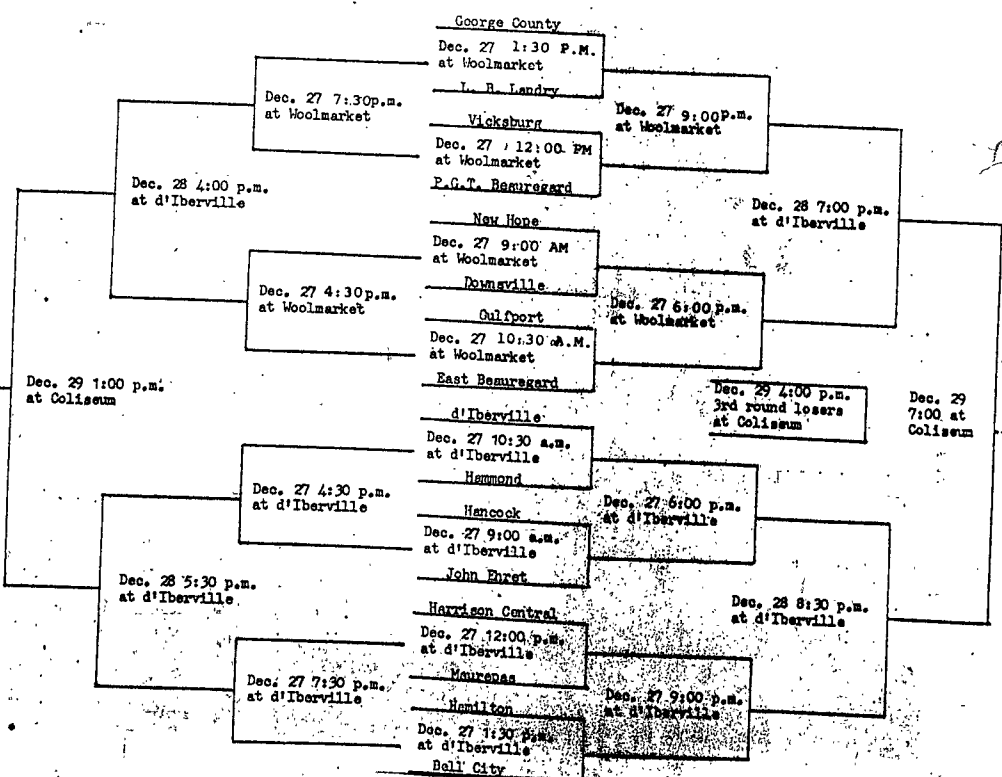 George County
Dec. 27 1:30 P.M.
at Woolmarket
L. B. Landry
Dec. 27 7:30p.m.
at Woolmarket
Dec. 27 9:00p.m.
at Woolmarket
Vicksburg
Dec. 27 12:00 PM
at Woolmarket
P.G.T. Beauregard
Dec. 28 4:00 p.m.
at d'Iberville
Dec. 28 7:00 p.m.
at d'Iberville
New Hope
Dec. 27 9:00 AM
at Woolmarket
Downsville
Dec. 27 4:30p.m.
at Woolmarket
Dec. 27 6:00p.m.
at Woolmarket
Gulfport
Dec. 27 10:30 A.M.
at Woolmarket
East Beauregard
Dec. 29 1:00 p.m.
at Coliseum
Dec. 29 4:00 p.m.
3rd round losers
at Coliseum
Dec. 29
7:00 at
Coliseum
d'Iberville
Dec. 27 10:30 a.m.
at d'Iberville
Hammond
Dec. 27 4:30 p.m.
at d'Iberville
Dec. 27 6:00 p.m.
at d'Iberville
Hancock
Dec. 27 9:00 a.m.
at d'Iberville
John Ehret
Dec. 28 5:30 p.m.
at d'Iberville
Dec. 28 8:30 p.m.
at d'Iberville
Harrison Central
Dec. 27 12:00 p.m.
at d'Iberville
Maurepas
Dec. 27 7:30 p.m.
at d'Iberville
Dec. 27 9:00 p.m.
at d'Iberville
Hamilton
Dec. 27 1:30 p.m.
at d'Iberville
Bell City